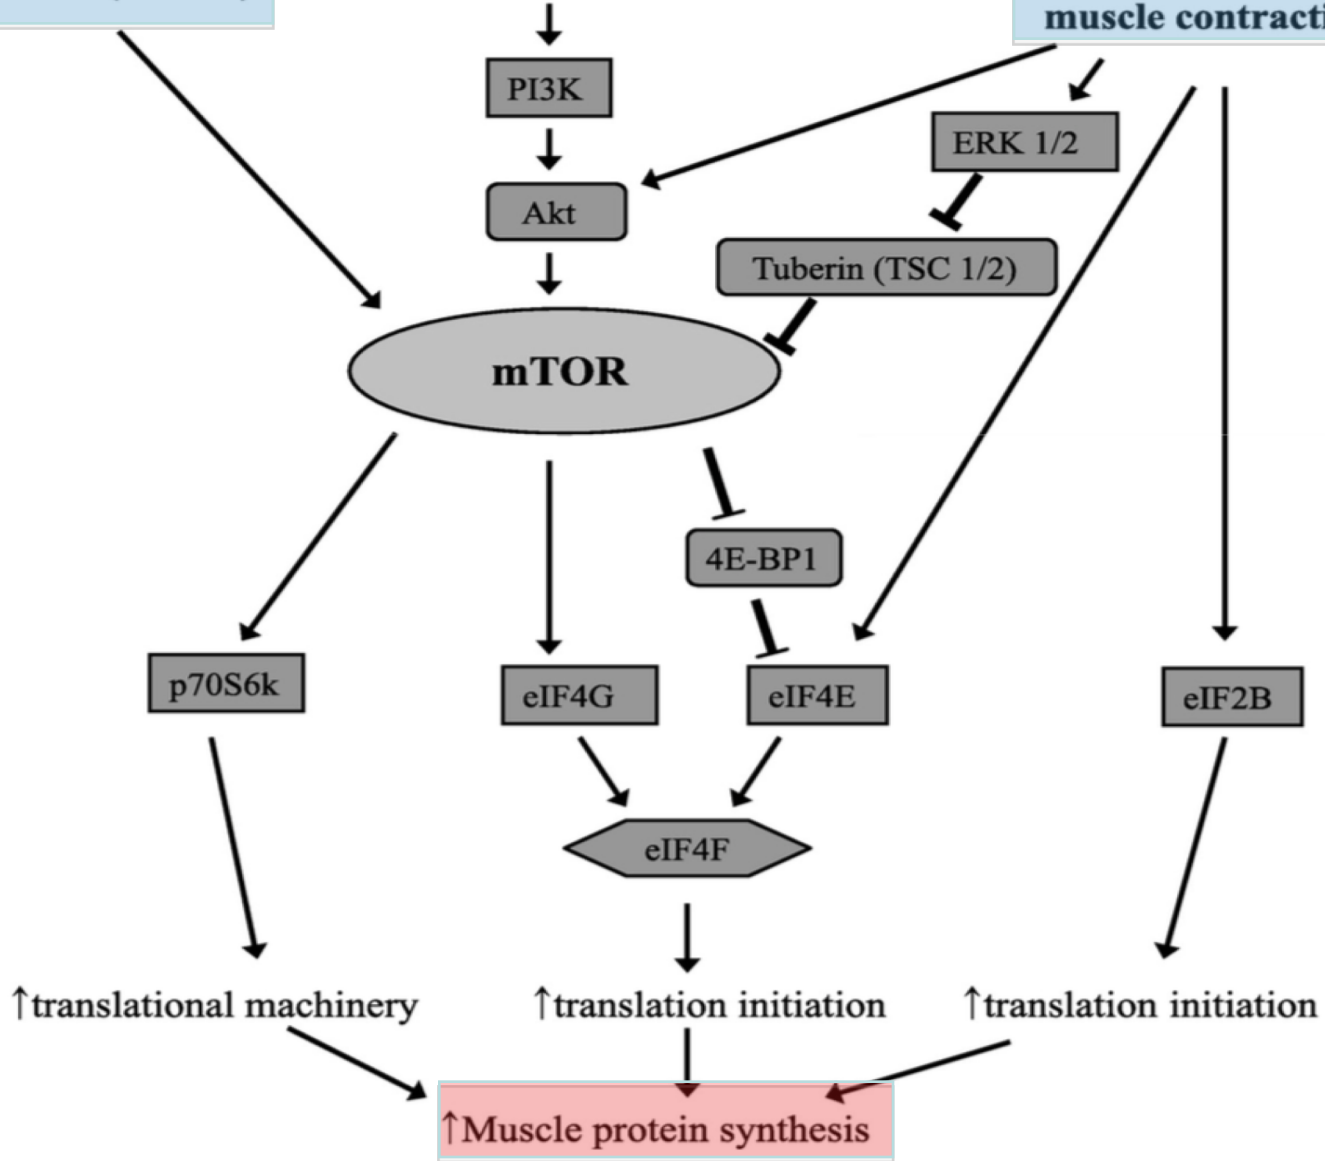 muscle contracti
PI3K
ERK 1/2
Akt
Tuberin (TSC 1/2)
mTOR
4E-BP1
p70S6k
eIF4G
eIF4E
eIF2B
eIF4F
↑translational machinery
↑translation initiation
↑translation initiation
↑Muscle protein synthesis